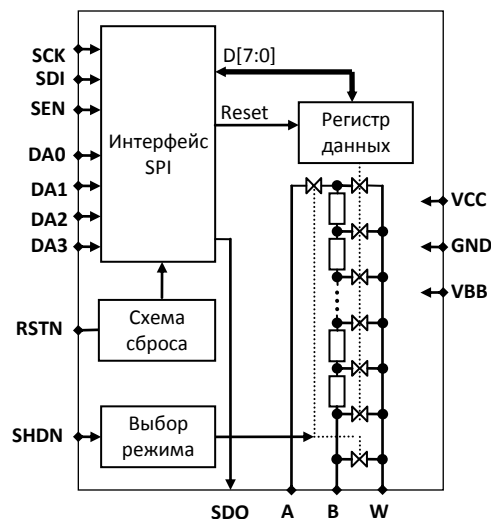 SCK
SDI
SEN
DA0
DA1
DA2
DA3
RSTN
SHDN
Интерфейс
SPI
D[7:0]
Reset
Регистр
данных
Схема
сброса
Выбор
режима
VCC
GND
VBB
SDO
A
B
W